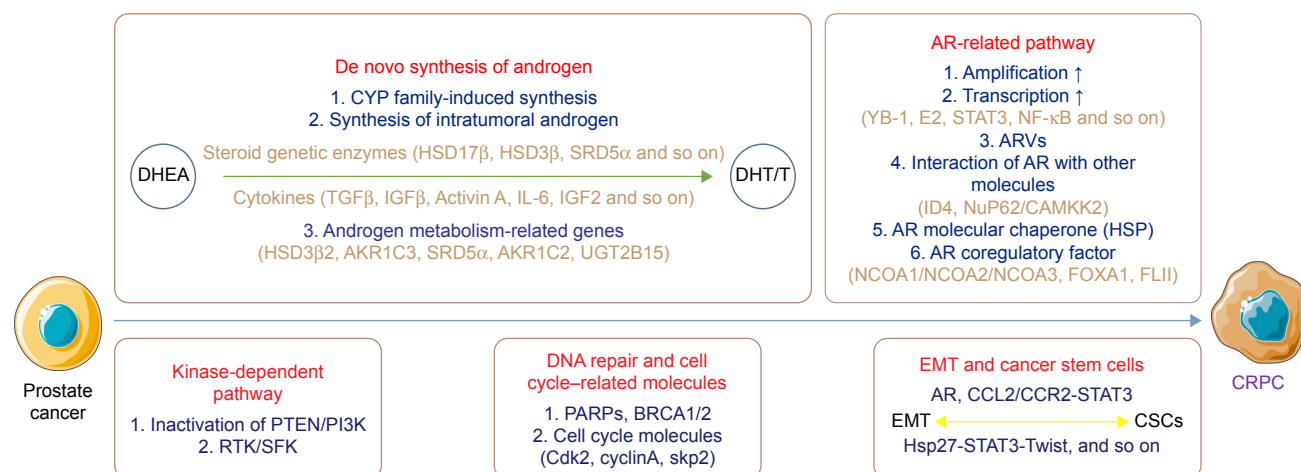 De novo synthesis of androgen
1. CYP family-induced synthesis
2. Synthesis of intratumoral androgen
Steroid genetic enzymes (HSD17β, HSD3β, SRD5α and so on)
DHEA
DHT/T
Cytokines (TGFβ, IGFβ, Activin A, IL-6, IGF2 and so on)
3. Androgen metabolism-related genes
(HSD3β2, AKR1C3, SRD5α, AKR1C2, UGT2B15)
AR-related pathway
1. Amplification ↑
2. Transcription ↑
(YB-1, E2, STAT3, NF-κB and so on)
3. ARVs
4. Interaction of AR with other
molecules
(ID4, NuP62/CAMKK2)
5. AR molecular chaperone (HSP)
6. AR coregulatory factor
(NCOA1/NCOA2/NCOA3, FOXA1, FLII)
Prostate
cancer
CRPC
Kinase-dependent
pathway
1. Inactivation of PTEN/PI3K
2. RTK/SFK
DNA repair and cell
cycle–related molecules
1. PARPs, BRCA1/2
2. Cell cycle molecules
(Cdk2, cyclinA, skp2)
EMT and cancer stem cells
AR, CCL2/CCR2-STAT3
EMT
CSCs
Hsp27-STAT3-Twist, and so on